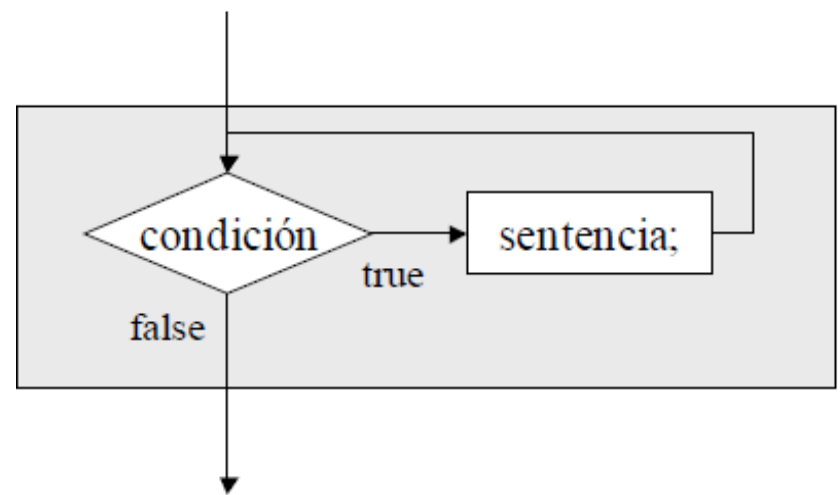 condición
sentencia;
true
false